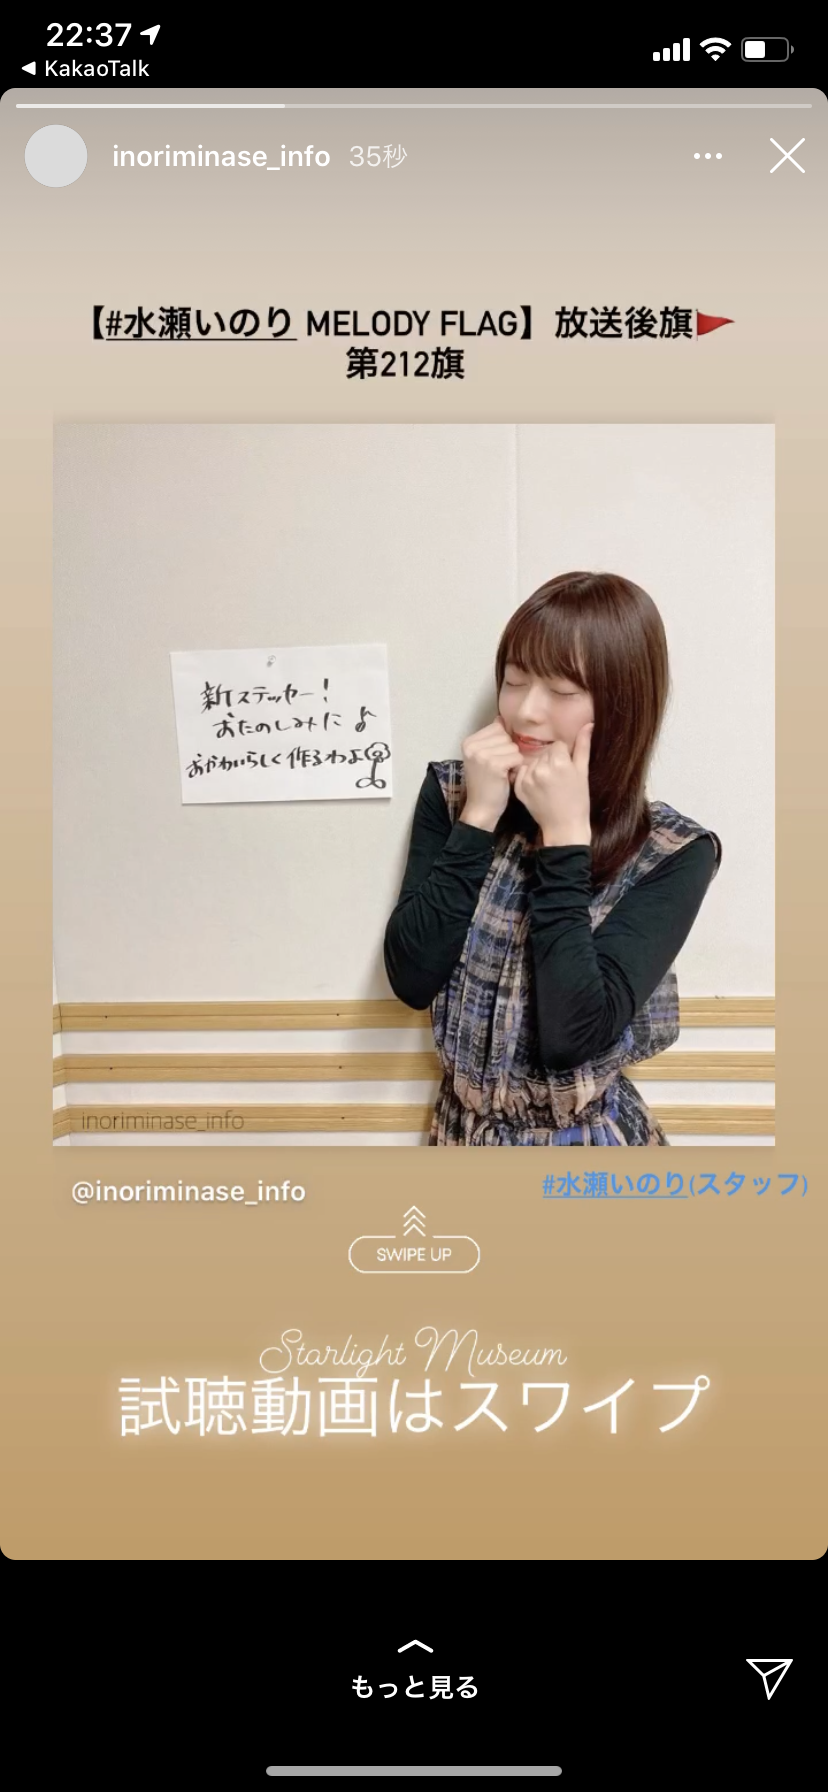 22:37
KakaoTalk
inoriminase_info 35秒
【#水瀬いのり MELODY FLAG】放送後旗🚩
第212旗
新ステッカー!
おたのしみに♪
おかわいらしく作るわよ
inoriminase_info
@inoriminase_info
#水瀬いのり(スタッフ)
SWIPE UP
Starlight Museum
試聴動画はスワイプ
もっと見る